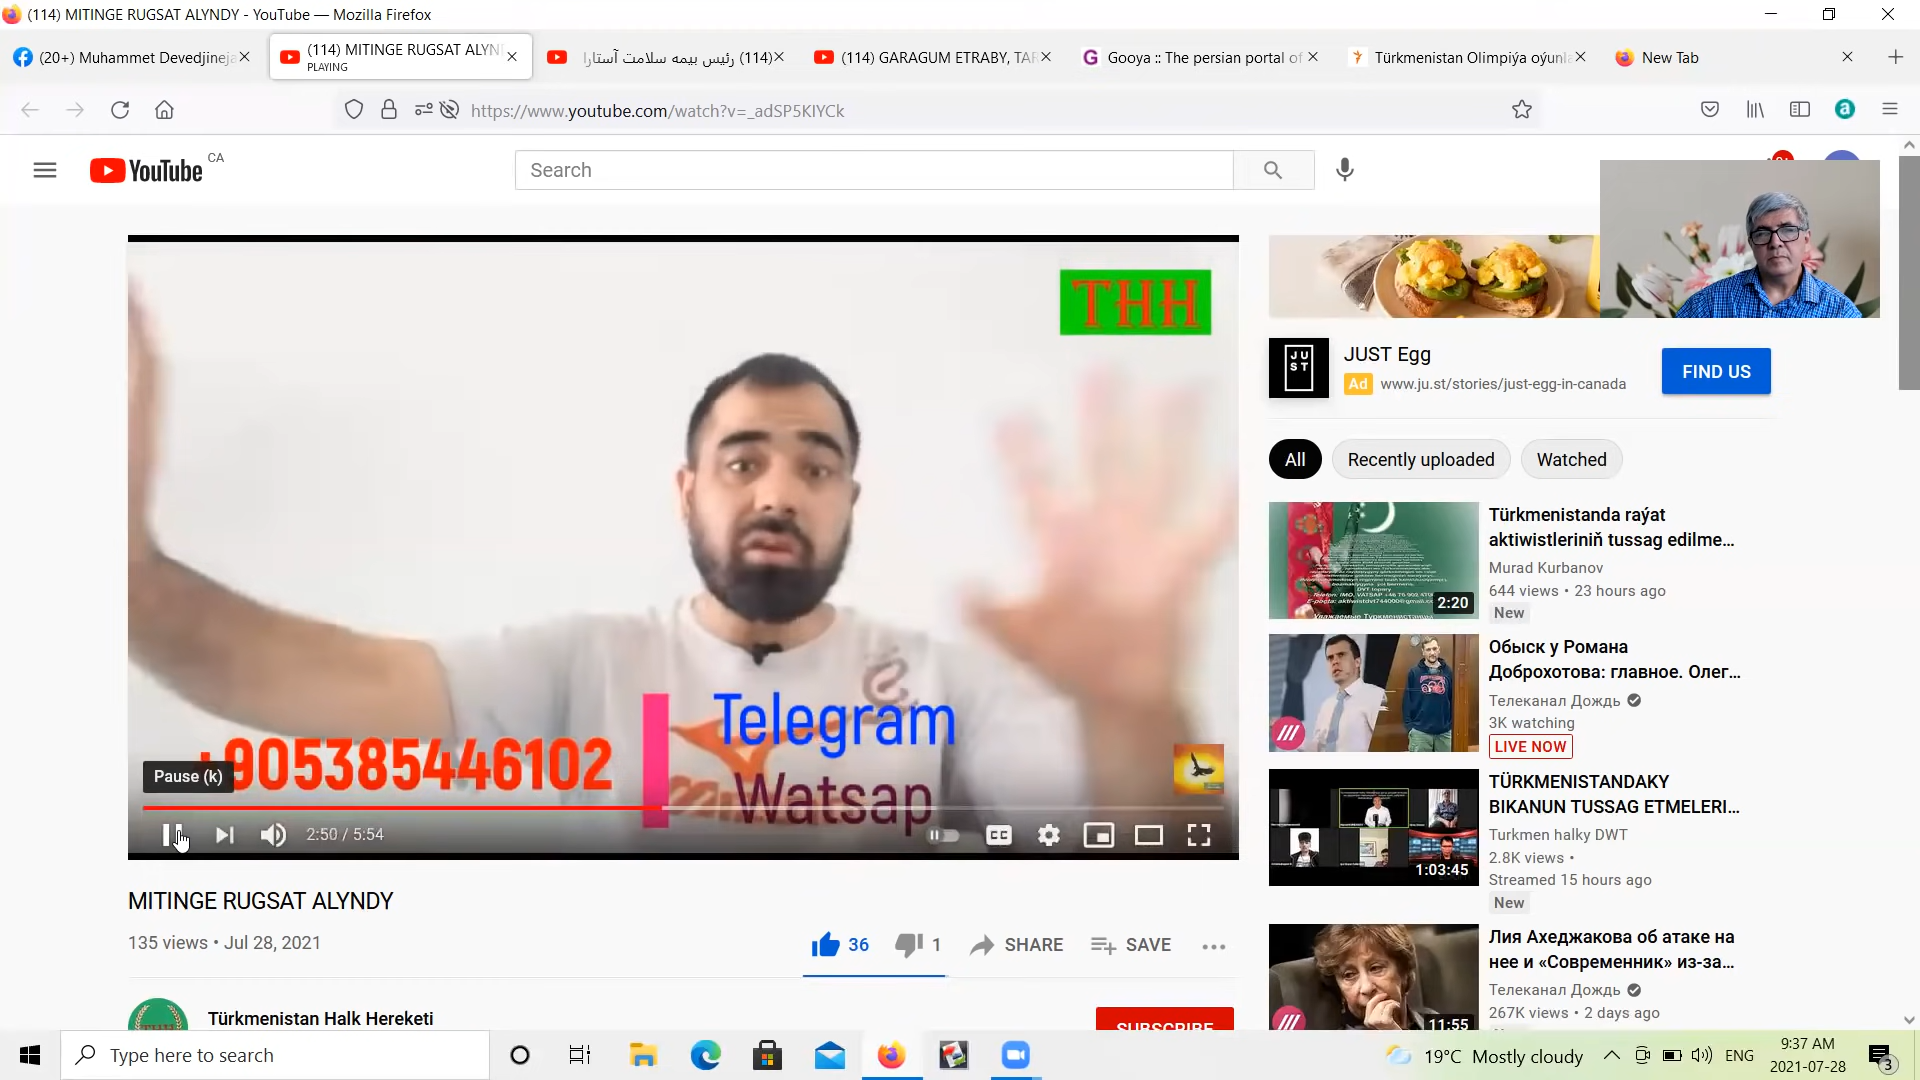 (114) MITINGE RUGSAT ALYNDY - YouTube — Mozilla Firefox
(20+) Muhammet Devedjineja
(114) MITINGE RUGSAT ALYN
PLAYING
(114) رئیس بیمه سلامت آستارا
(114) GARAGUM ETRABY, TAR
Gooya :: The persian portal of
Türkmenistan Olimpiýa oýunla
New Tab
https://www.youtube.com/watch?v=_adSP5KIYCk
YouTube CA
Search
THH
JUST Egg
JU
ST
Ad www.ju.st/stories/just-egg-in-canada
FIND US
All
Recently uploaded
Watched
Türkmenistanda raýat
aktiwistleriniň tussag edilme...
Murad Kurbanov
644 views • 23 hours ago
New
2:20
Обыск у Романа
Доброхотова: главное. Олег...
Телеканал Дождь
3K watching
LIVE NOW
Telegram
+905385446102
Watsap
Pause (k)
2:50 / 5:54
CC
TÜRKMENISTANDAKY
BIKANUN TUSSAG ETMELERI...
Turkmen halky DWT
2.8K views •
Streamed 15 hours ago
New
1:03:45
MITINGE RUGSAT ALYNDY
135 views • Jul 28, 2021
36
1
SHARE
SAVE
Лия Ахеджакова об атаке на
нее и «Современник» из-за...
Телеканал Дождь
267K views • 2 days ago
11:55
Türkmenistan Halk Hereketi
SUBSCRIBE
Type here to search
19°C Mostly cloudy
ENG
9:37 AM
2021-07-28
3